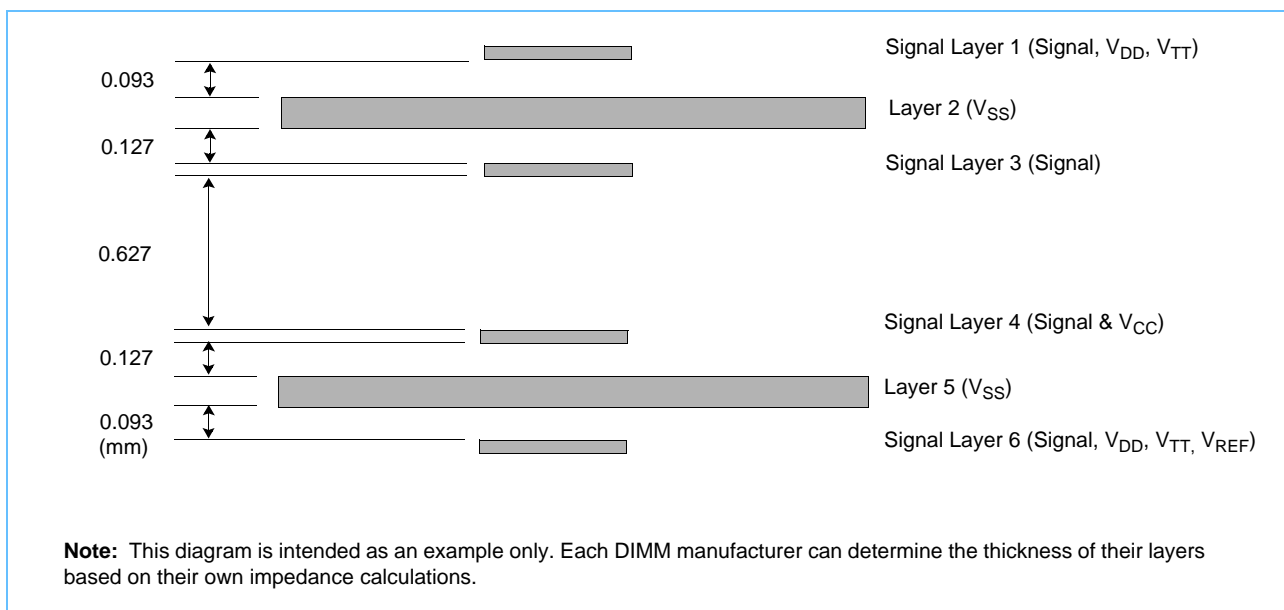 Signal Layer 1 (Signal, VDD, VTT)
0.093
Layer 2 (VSS)
0.127
Signal Layer 3 (Signal)
0.627
Signal Layer 4 (Signal & VCC)
0.127
Layer 5 (VSS)
0.093
(mm)
Signal Layer 6 (Signal, VDD, VTT, VREF)
Note: This diagram is intended as an example only. Each DIMM manufacturer can determine the thickness of their layers
based on their own impedance calculations.